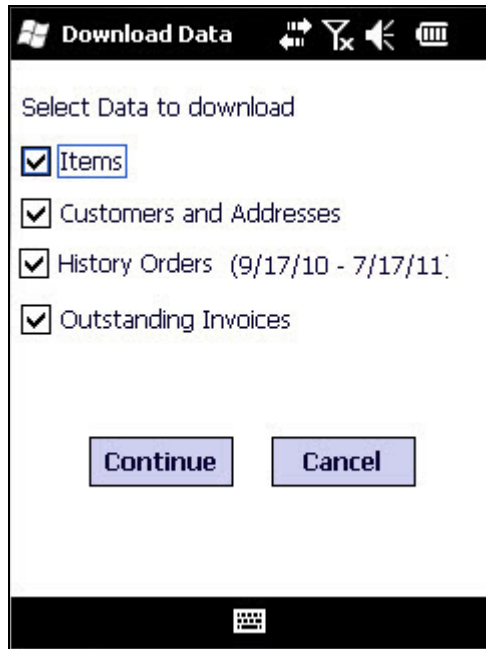 Download Data
Select Data to download
Items
Customers and Addresses
History Orders (9/17/10 - 7/17/11)
Outstanding Invoices
Continue Cancel